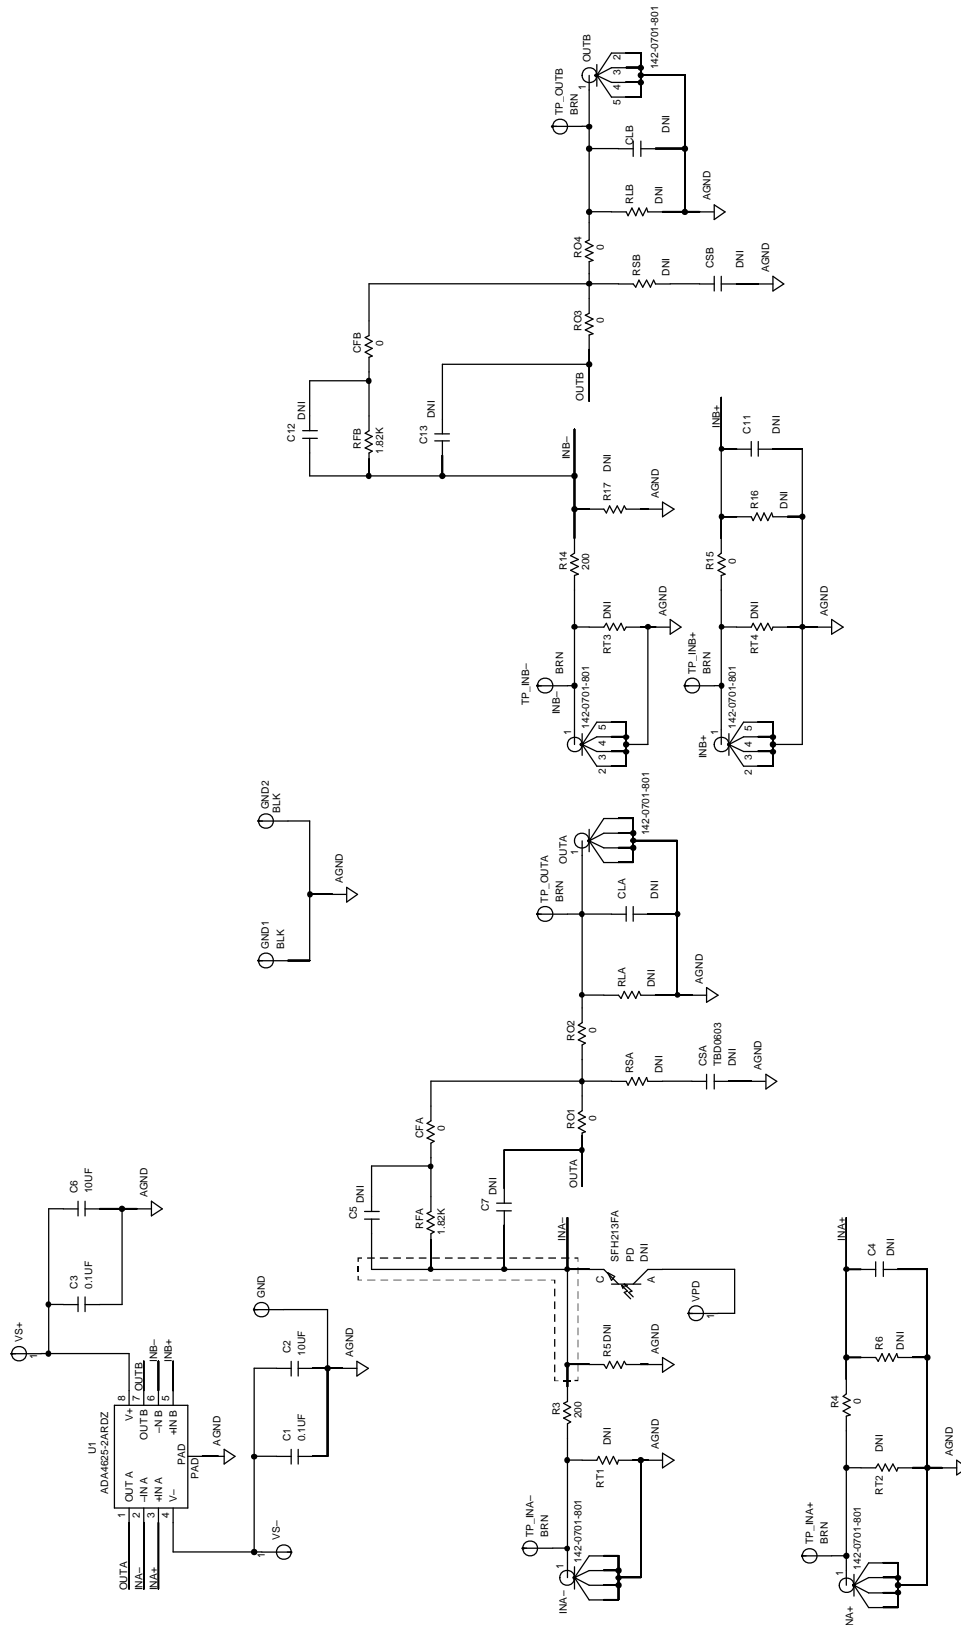 U1
ADA4625-2ARDZ
1
OUT A
2
–IN A
3
+IN A
4
V–
8
V+
7
OUT B
6
–N B
5
+IN B
PAD
PAD
AGND
OUTA
INA–
INA+
OUTB
INB–
INB+
VS+
1
C3
0.1UF
C6
10UF
AGND
VS–
1
C1
0.1UF
C2
10UF
GND
AGND
GND1
BLK
GND2
BLK
AGND
INA–
1
142-0701-801
TP_INA–
BRN
RT1
DNI
AGND
R3
200
R5
DNI
AGND
INA–
C
A
SFH213FA
PD
DNI
VPD
C5
DNI
RFA
1.82K
C7
DNI
CFA
0
OUTA
RO1
0
RSA
DNI
CSA
TBD0603
DNI
AGND
RO2
0
RLA
DNI
AGND
CLA
DNI
TP_OUTA
BRN
OUTA
1
142-0701-801
NA+
1
142-0701-801
TP_INA+
BRN
RT2
DNI
AGND
R4
0
R6
DNI
C4
DNI
INA+
INB–
1
142-0701-801
2
3
4
5
TP_INB–
BRN
RT3
DNI
AGND
R14
200
R17
DNI
AGND
INB–
C12
DNI
RFB
1.82K
C13
DNI
CFB
0
OUTB
RO3
0
RSB
DNI
CSB
DNI
AGND
RO4
0
RLB
DNI
AGND
CLB
DNI
TP_OUTB
BRN
OUTB
1
5
4
3
2
142-0701-801
INB+
1
142-0701-801
2
3
4
5
TP_INB+
BRN
RT4
DNI
AGND
R15
0
R16
DNI
C11
DNI
INB+